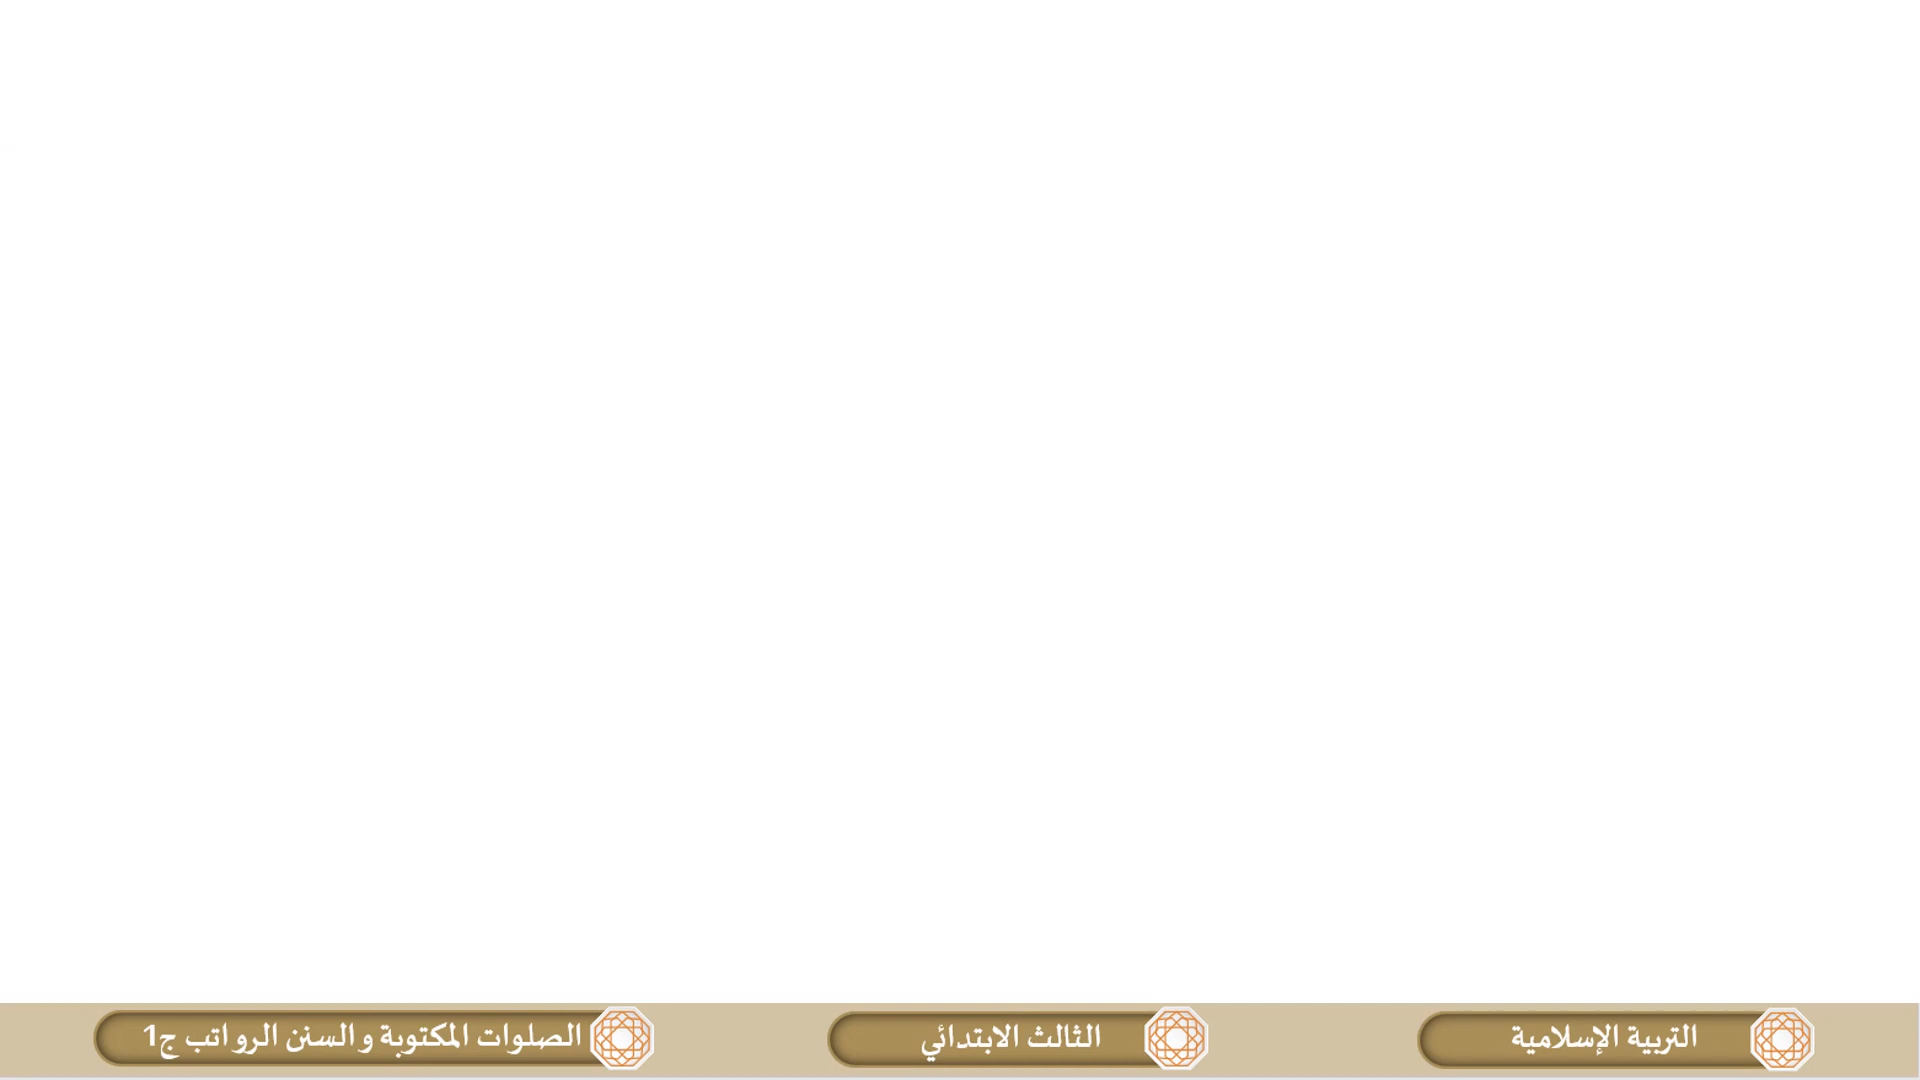 التربية الإسلامية
الثالث الابتدائي
الصلوات المكتوبة والسنن الرواتب ج1